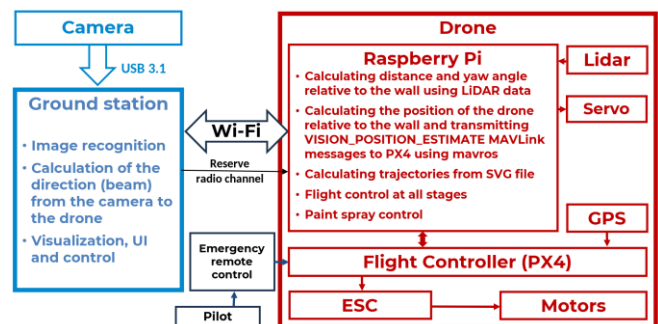 Camera
USB 3.1
Ground station
• Image recognition
• Calculation of the
direction (beam)
from the camera to
the drone
• Visualization, UI
and control
Wi-Fi
Reserve
radio channel
Emergency
remote
control
Pilot
Drone
Raspberry Pi
• Calculating distance and yaw angle
relative to the wall using LiDAR data
• Calculating the position of the drone
relative to the wall and transmitting
VISION_POSITION_ESTIMATE MAVLink
messages to PX4 using mavros
• Calculating trajectories from SVG file
• Flight control at all stages
• Paint spray control
Lidar
Servo
GPS
Flight Controller (PX4)
ESC
Motors